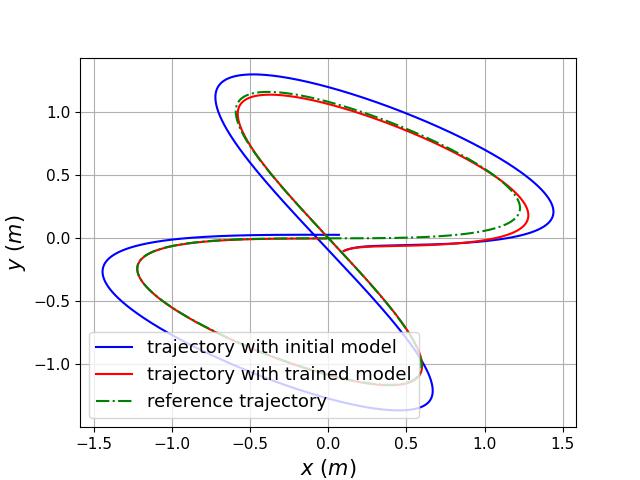 1.0
0.5
0.0
−0.5
−1.0
y (m)
trajectory with initial model
trajectory with trained model
reference trajectory
−1.5 −1.0 −0.5 0.0 0.5 1.0 1.5
x (m)